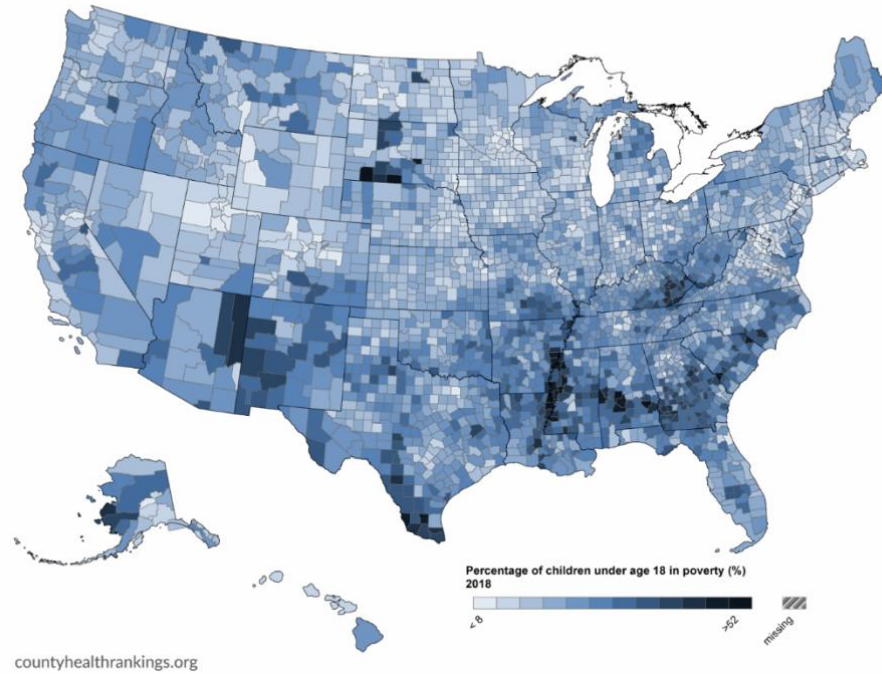 Percentage of children under age 18 in poverty (%)
2018
<8
>52
missing
countyhealthrankings.org